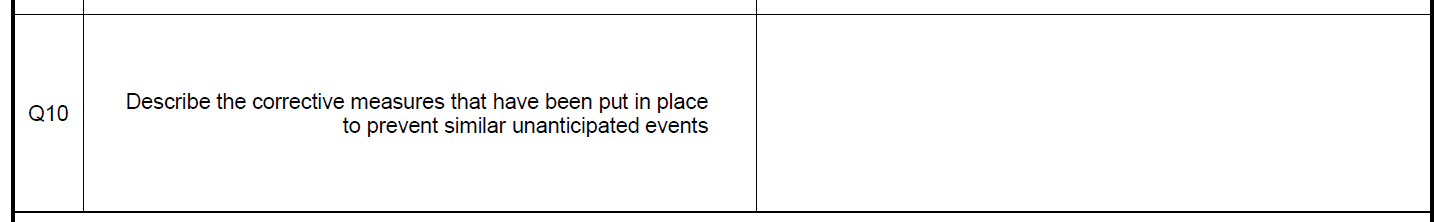 Q10
Describe the corrective measures that have been put in place
to prevent similar unanticipated events